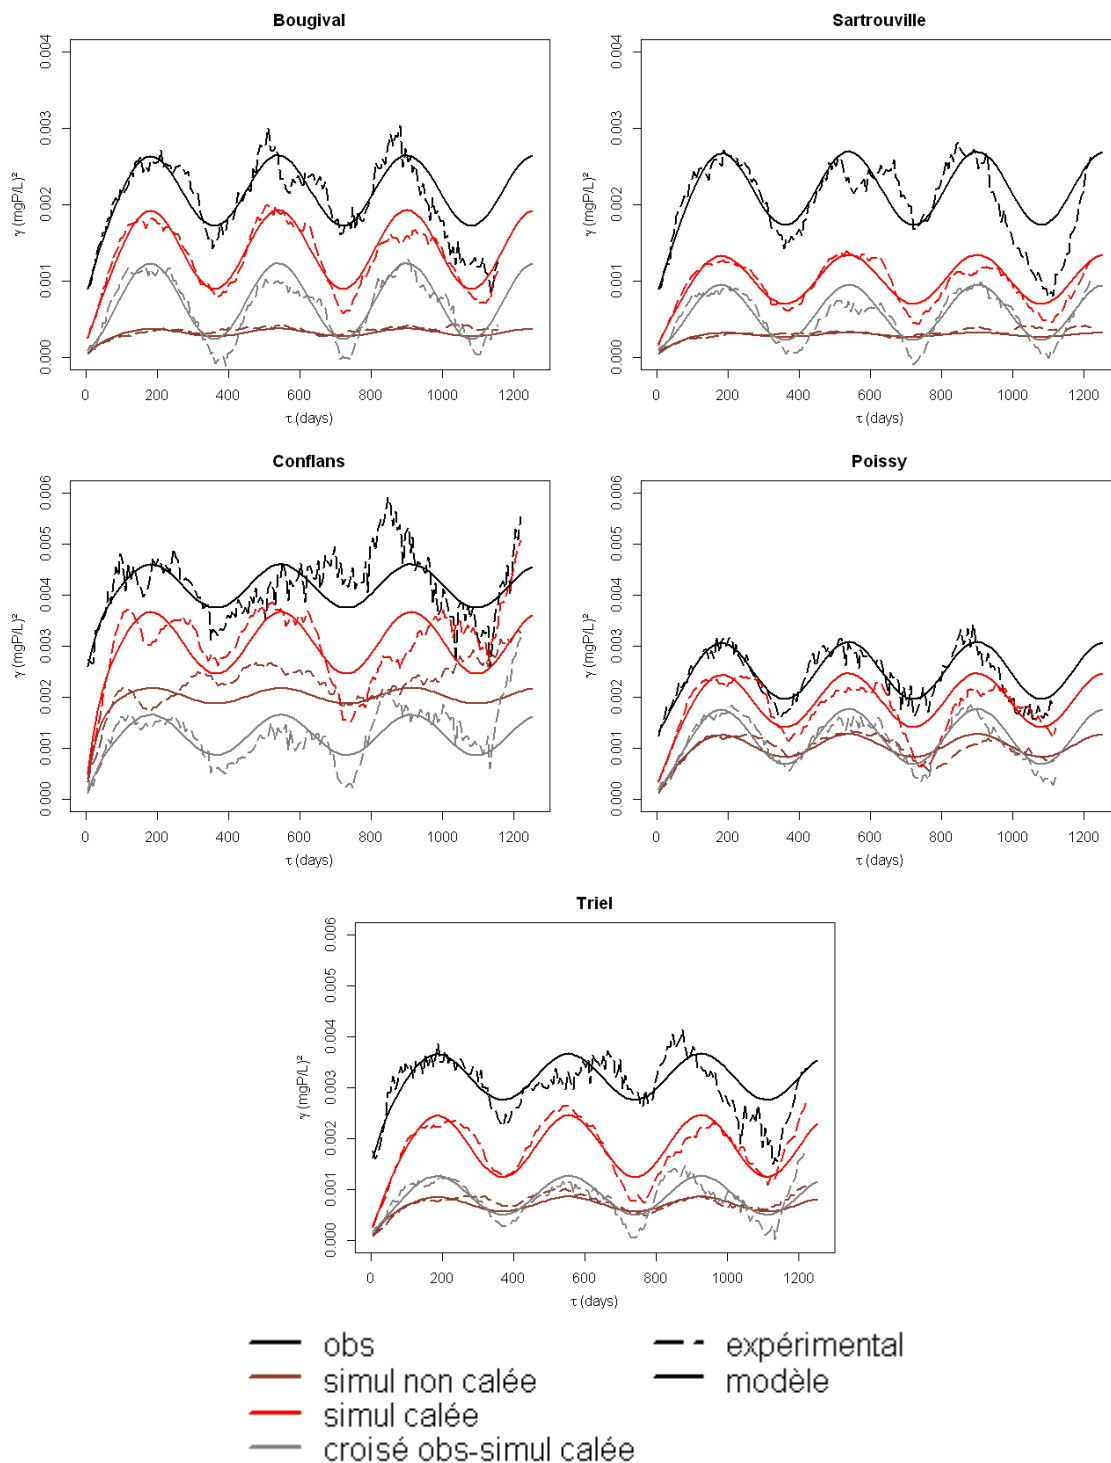 Bougival
γ (mgP/L)²
0.000 0.001 0.002 0.003 0.004
0 200 400 600 800 1000 1200
τ (days)
Sartrouville
γ (mgP/L)²
0.000 0.001 0.002 0.003 0.004
0 200 400 600 800 1000 1200
τ (days)
Conflans
γ (mgP/L)²
0.000 0.001 0.002 0.003 0.004 0.005 0.006
0 200 400 600 800 1000 1200
τ (days)
Poissy
γ (mgP/L)²
0.000 0.001 0.002 0.003 0.004 0.005 0.006
0 200 400 600 800 1000 1200
τ (days)
Triel
γ (mgP/L)²
0.000 0.001 0.002 0.003 0.004 0.005 0.006
0 200 400 600 800 1000 1200
τ (days)
obs
simul non calée
simul calée
croisé obs-simul calée
expérimental
modèle